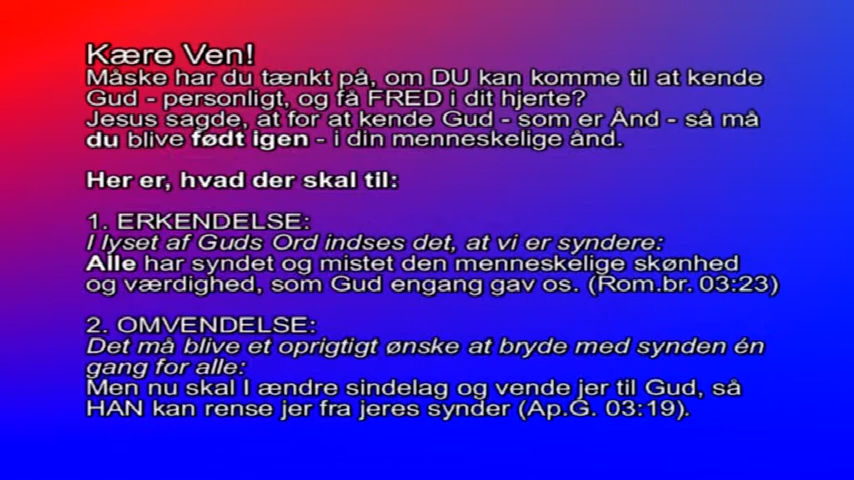 Kære Ven!
Måske har du tænkt på, om DU kan komme til at kende
Gud - personligt, og få FRED i dit hjerte?
Jesus sagde, at for at kende Gud - som er Ånd - så må
du blive født igen - i din menneskelige ånd.
Her er, hvad der skal til:
1. ERKENDELSE:
I lyset af Guds Ord indses det, at vi er syndere:
Alle har syndet og mistet den menneskelige skønhed
og værdighed, som Gud engang gav os. (Rom.br. 03:23)
2. OMVENDELSE:
Det må blive et oprigtigt ønske at bryde med synden én
gang for alle:
Men nu skal I ændre sindelag og vende jer til Gud, så
HAN kan rense jer fra jeres synder (Ap.G. 03:19).